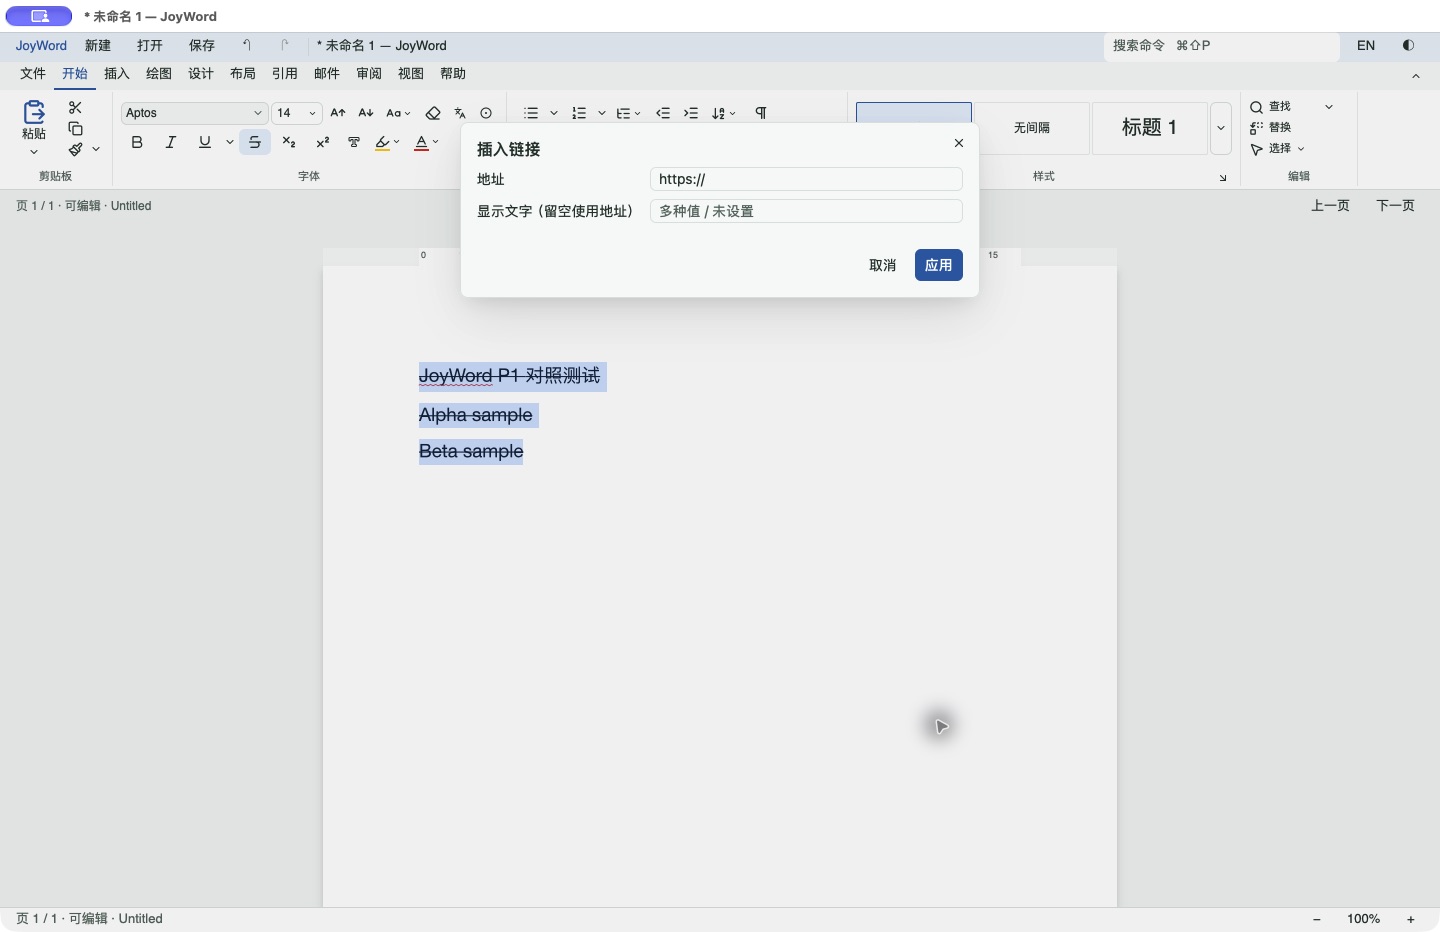 * 未命名 1 — JoyWord
JoyWord 新建 打开 保存 * 未命名 1 — JoyWord 搜索命令 ⌘⇧P EN
文件 开始 插入 绘图 设计 布局 引用 邮件 审阅 视图 帮助
粘贴
剪贴板
Aptos 14 A A Aa
B I U S X₂ X² A
字体
无间隔 标题 1
样式
查找
替换
选择
编辑
插入链接
地址 https://
显示文字（留空使用地址） 多种值 / 未设置
取消 应用
页 1 / 1 · 可编辑 · Untitled 上一页 下一页
0 15
JoyWord P1 对照测试
Alpha sample
Beta sample
页 1 / 1 · 可编辑 · Untitled − 100% +